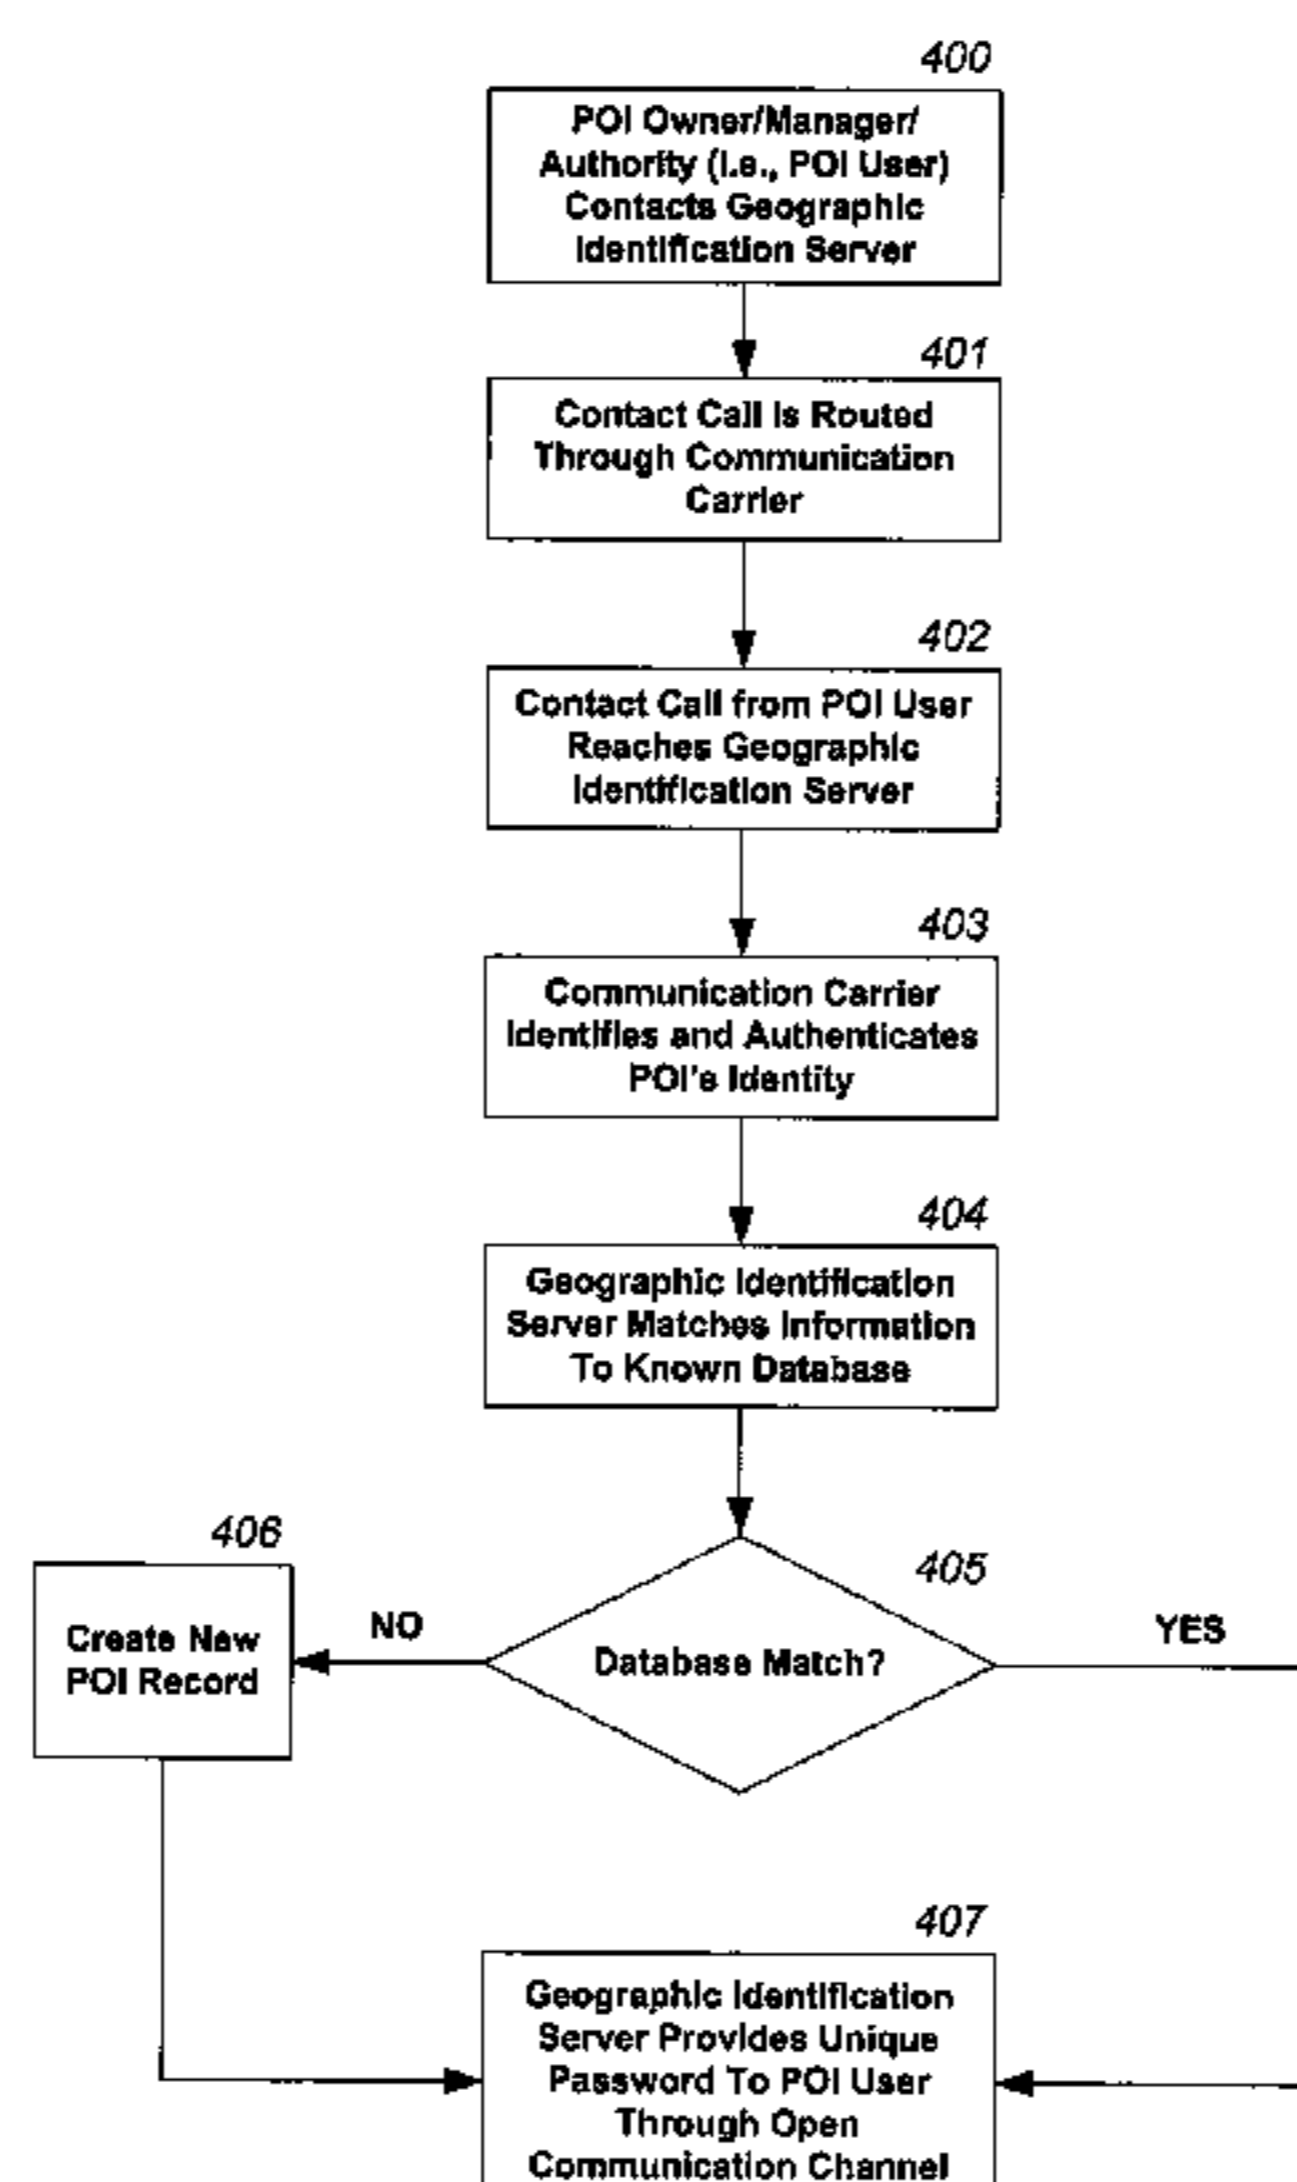 400
POI Owner/Manager/
Authority (i.e., POI User)
Contacts Geographic
Identification Server
401
Contact Call is Routed
Through Communication
Carrier
402
Contact Call from POI User
Reaches Geographic
Identification Server
403
Communication Carrier
Identifies and Authenticates
POI's Identity
404
Geographic Identification
Server Matches Information
To Known Database
405
Database Match?
NO
YES
406
Create New
POI Record
407
Geographic Identification
Server Provides Unique
Password To POI User
Through Open
Communication Channel